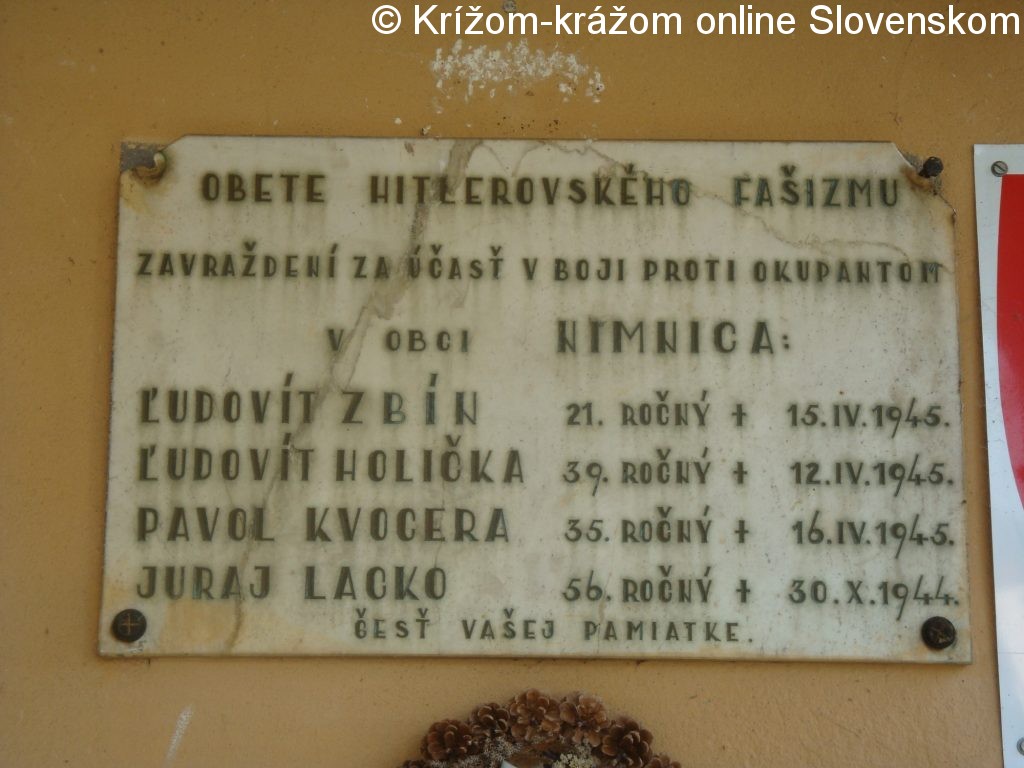 © Krížom-krážom online Slovenskom
OBETE HITLEROVSKÉHO FAŠIZMU
ZAVRAŽDENÍ ZA ÚČASŤ V BOJI PROTI OKUPANTOM
V OBCI NIMNICA:
ĽUDOVÍT ZBÍN 21. ROČNÝ ✝ 15.IV.1945.
ĽUDOVÍT HOLIČKA 39. ROČNÝ ✝ 12.IV.1945.
PAVOL KVOCERA 35. ROČNÝ ✝ 16.IV.1945.
JURAJ LACKO 56. ROČNÝ ✝ 30.X.1944.
ČESŤ VAŠEJ PAMIATKE.